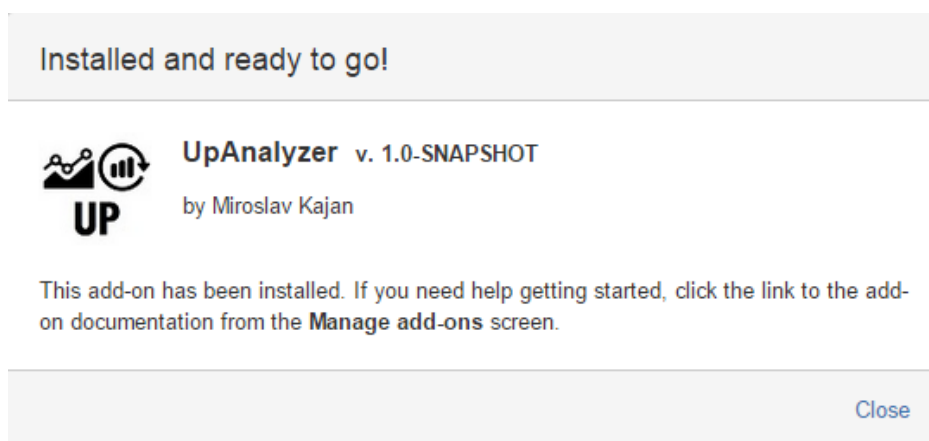 Installed and ready to go!
UpAnalyzer v. 1.0-SNAPSHOT
UP
by Miroslav Kajan
This add-on has been installed. If you need help getting started, click the link to the add-
on documentation from the Manage add-ons screen.
Close